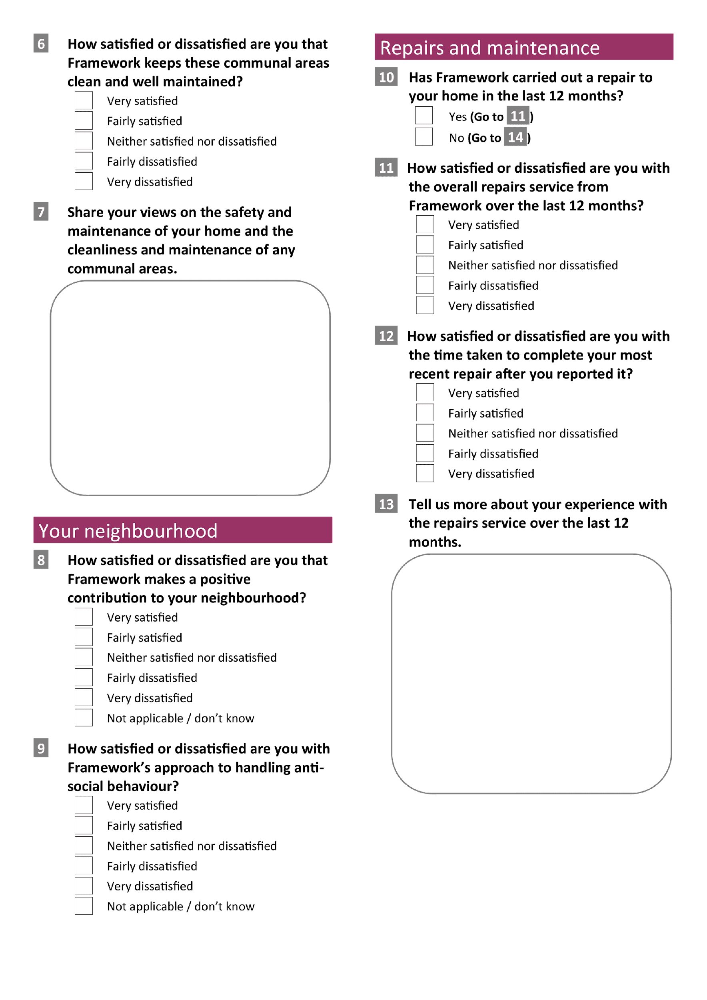 6 How satisfied or dissatisfied are you that
Framework keeps these communal areas
clean and well maintained?
Very satisfied
Fairly satisfied
Neither satisfied nor dissatisfied
Fairly dissatisfied
Very dissatisfied
7 Share your views on the safety and
maintenance of your home and the
cleanliness and maintenance of any
communal areas.
Your neighbourhood
8 How satisfied or dissatisfied are you that
Framework makes a positive
contribution to your neighbourhood?
Very satisfied
Fairly satisfied
Neither satisfied nor dissatisfied
Fairly dissatisfied
Very dissatisfied
Not applicable / don’t know
9 How satisfied or dissatisfied are you with
Framework’s approach to handling anti-
social behaviour?
Very satisfied
Fairly satisfied
Neither satisfied nor dissatisfied
Fairly dissatisfied
Very dissatisfied
Not applicable / don’t know
Repairs and maintenance
10 Has Framework carried out a repair to
your home in the last 12 months?
Yes (Go to 11 )
No (Go to 14 )
11 How satisfied or dissatisfied are you with
the overall repairs service from
Framework over the last 12 months?
Very satisfied
Fairly satisfied
Neither satisfied nor dissatisfied
Fairly dissatisfied
Very dissatisfied
12 How satisfied or dissatisfied are you with
the time taken to complete your most
recent repair after you reported it?
Very satisfied
Fairly satisfied
Neither satisfied nor dissatisfied
Fairly dissatisfied
Very dissatisfied
13 Tell us more about your experience with
the repairs service over the last 12
months.